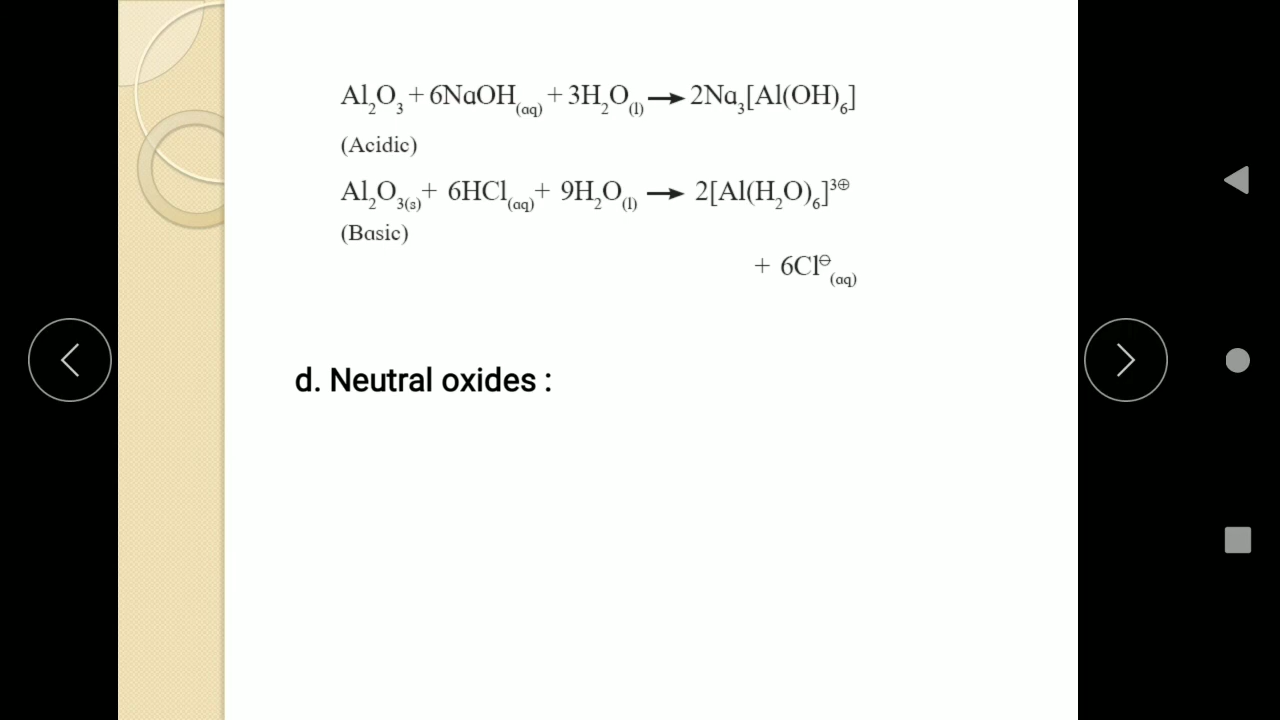 Al₂O₃ + 6NaOH₍aq₎ + 3H₂O₍l₎ ⟶ 2Na₃[Al(OH)₆]
(Acidic)
Al₂O₃₍s₎ + 6HCl₍aq₎ + 9H₂O₍l₎ ⟶ 2[Al(H₂O)₆]³⊕
(Basic)
+ 6Cl⊖₍aq₎
d. Neutral oxides :